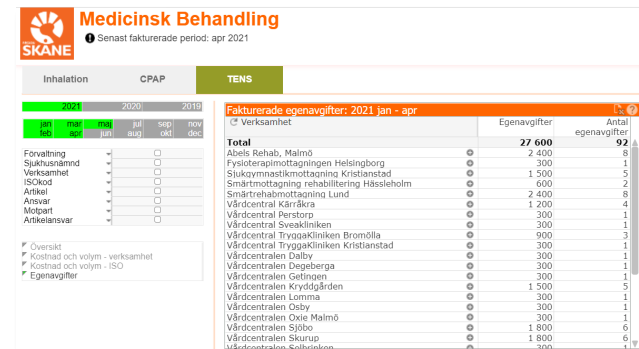 SKÅNE
Medicinsk Behandling
Senast fakturerade period: apr 2021
Inhalation CPAP TENS
2021 2020 2019
jan mar maj jul sep nov
feb apr jun aug okt dec
Förvaltning
Sjukhusnämnd
Verksamhet
ISOkod
Artikel
Ansvar
Motpart
Artikelansvar
Översikt
Kostnad och volym - verksamhet
Kostnad och volym - ISO
Egenavgifter
Fakturerade egenavgifter: 2021 jan - apr
Verksamhet Egenavgifter Antal egenavgifter
Total 27 600 92
Abels Rehab, Malmö 2 400 8
Fysioterapimottagningen Helsingborg 300 1
Sjukgymnastikmottagning Kristianstad 1 500 5
Smärtmottagning rehabilitering Hässleholm 600 2
Smärtrehabmottagning Lund 2 400 8
Vårdcentral Kärråkra 1 200 4
Vårdcentral Perstorp 300 1
Vårdcentral Sveakliniken 300 1
Vårdcentral TryggaKliniken Bromölla 900 3
Vårdcentral TryggaKliniken Kristianstad 300 1
Vårdcentralen Dalby 300 1
Vårdcentralen Degeberga 300 1
Vårdcentralen Getingen 300 1
Vårdcentralen Kryddgården 1 500 5
Vårdcentralen Lomma 300 1
Vårdcentralen Osby 300 1
Vårdcentralen Oxie Malmö 300 1
Vårdcentralen Sjöbo 1 800 6
Vårdcentralen Skurup 1 800 6
Vårdcentralen Selbrinken 300 1